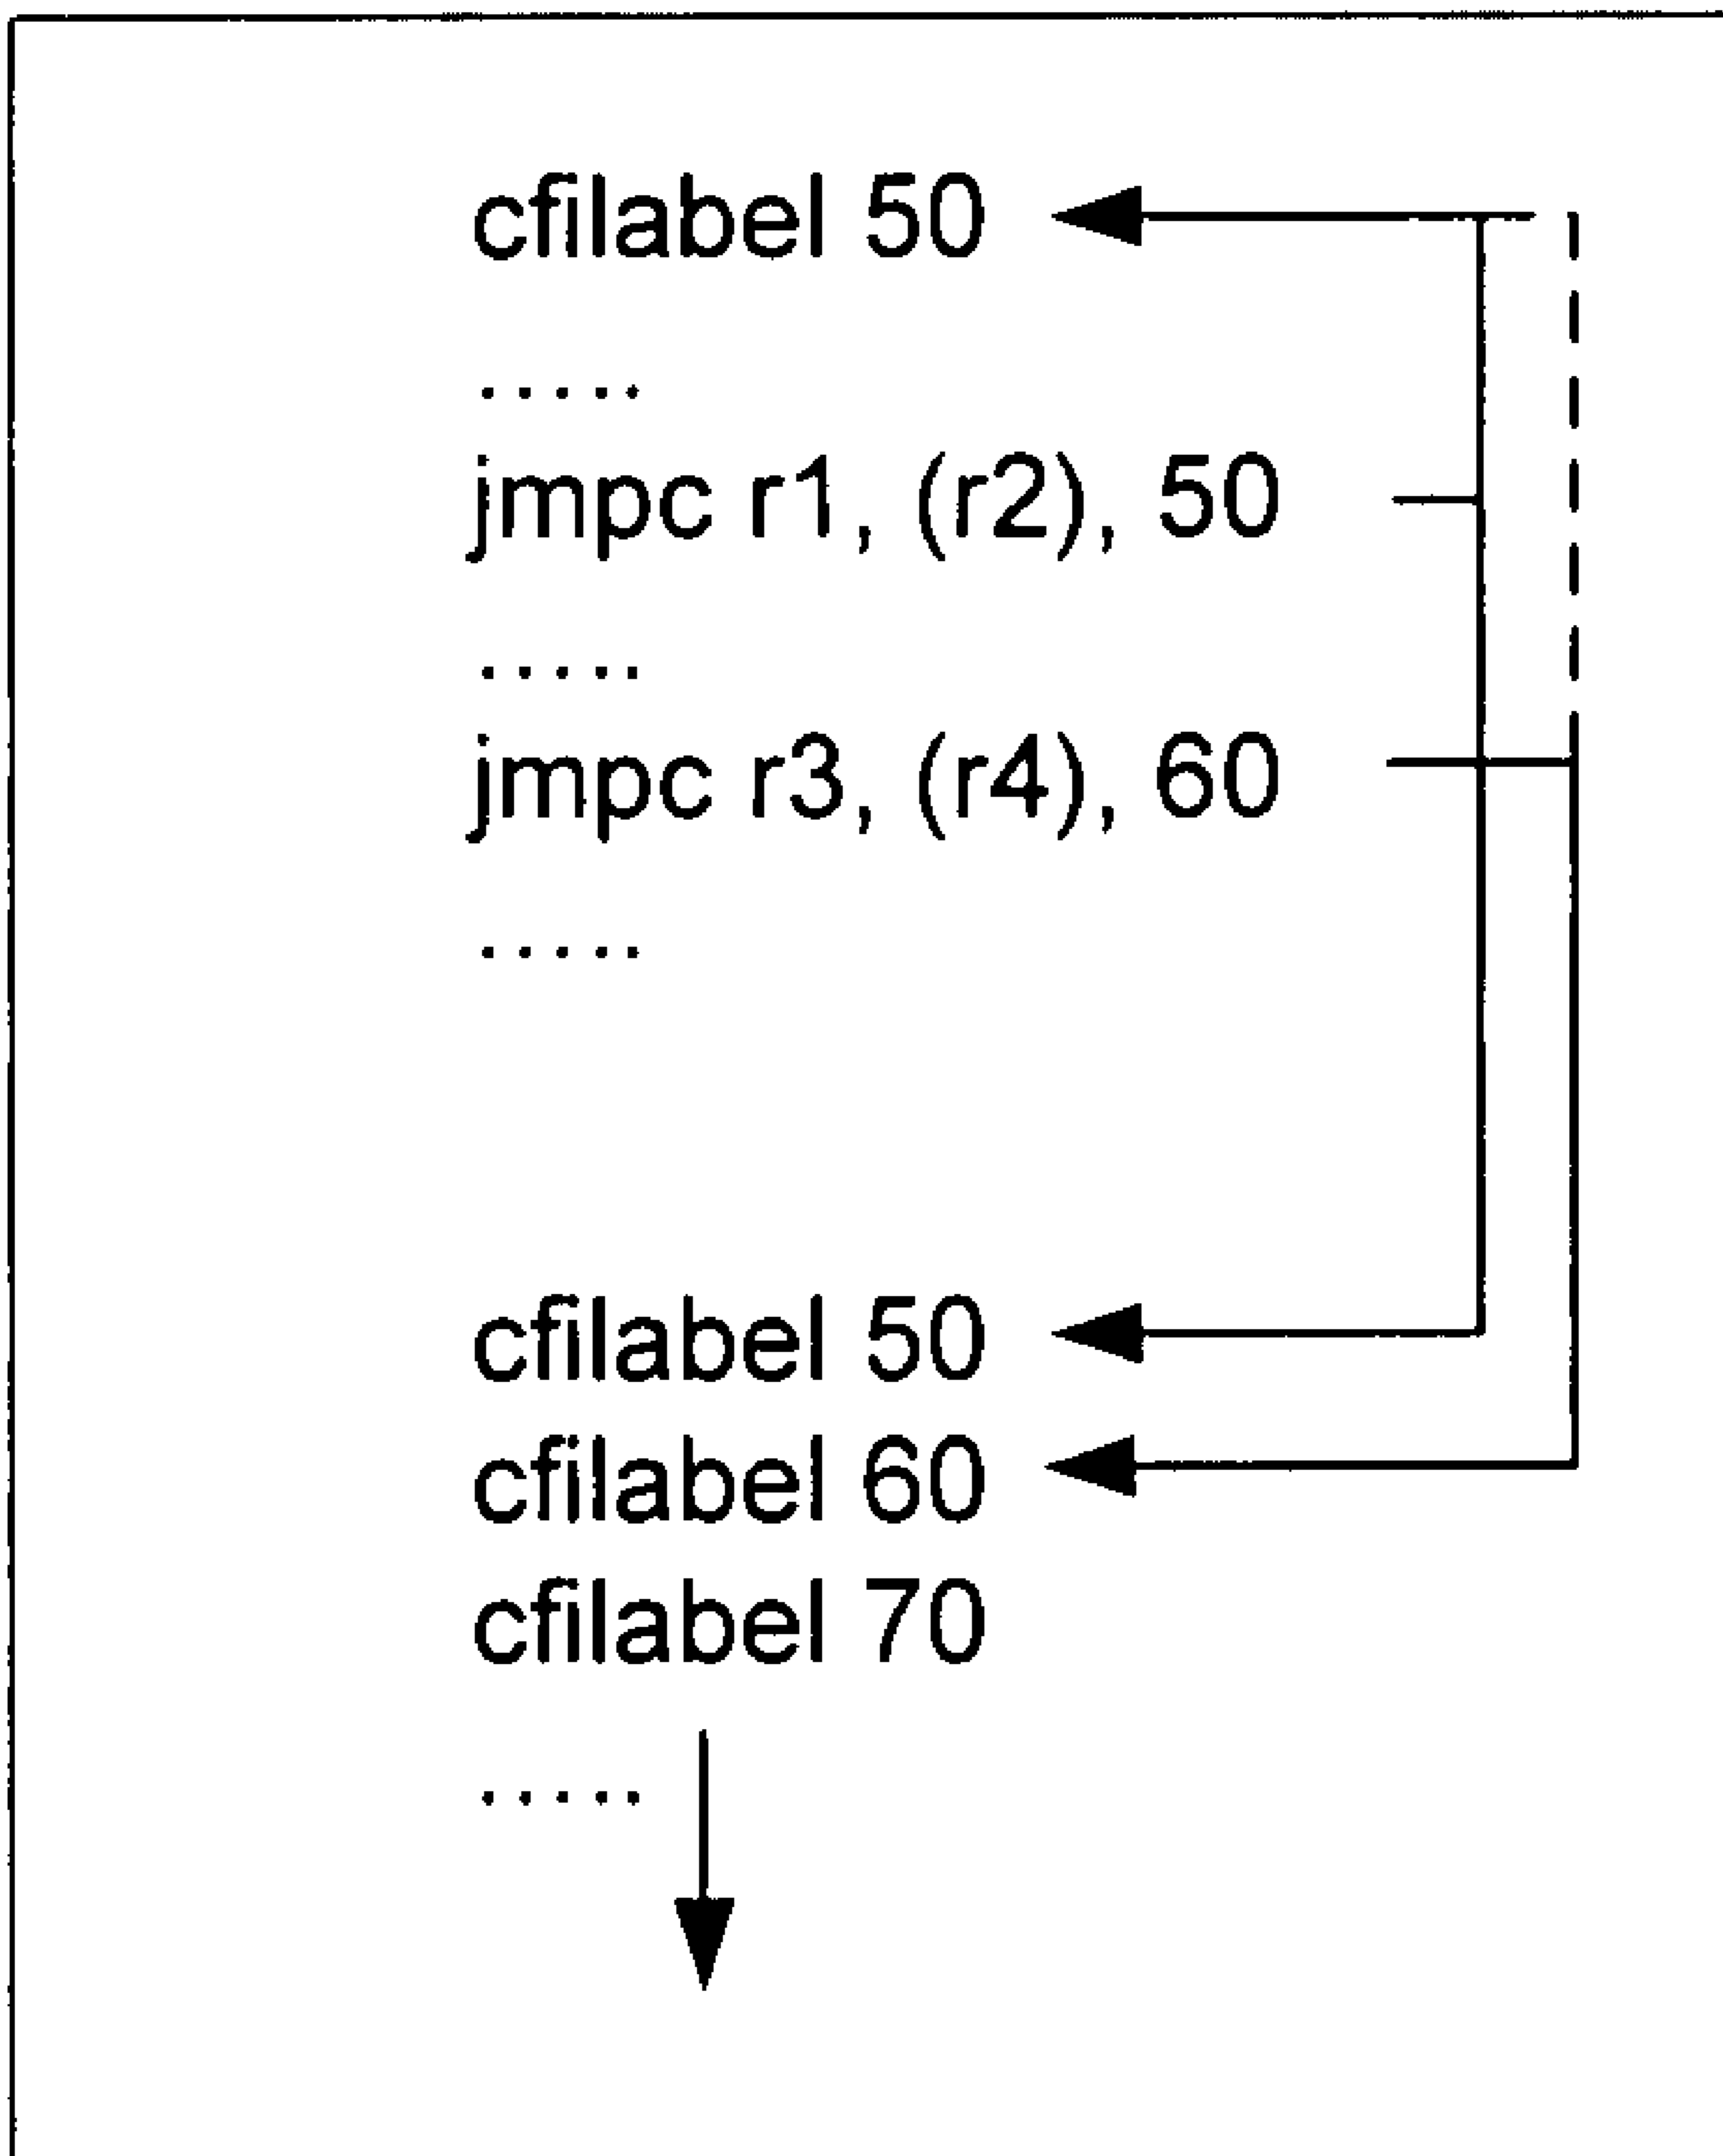 cfilabel 50
.....
jmpc r1, (r2), 50
.....
jmpc r3, (r4), 60
.....
cfilabel 50
cfilabel 60
cfilabel 70
.....